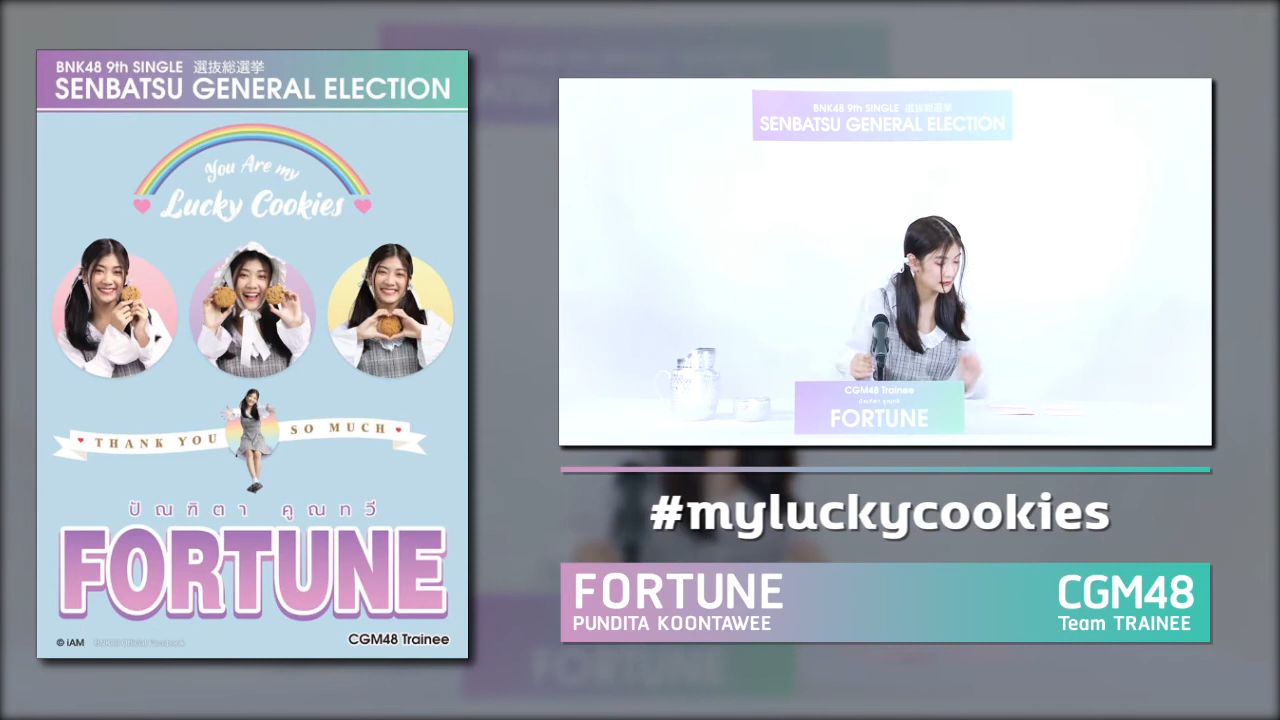 BNK48 9th SINGLE 選抜総選挙
SENBATSU GENERAL ELECTION
You Are my
Lucky Cookies
THANK YOU SO MUCH
ปัณฑิตา คูณทวี
FORTUNE
© iAM
CGM48 Trainee
BNK48 9th SINGLE 選抜総選挙
SENBATSU GENERAL ELECTION
CGM48 Trainee
FORTUNE
#myluckycookies
FORTUNE
PUNDITA KOONTAWEE
CGM48
Team TRAINEE